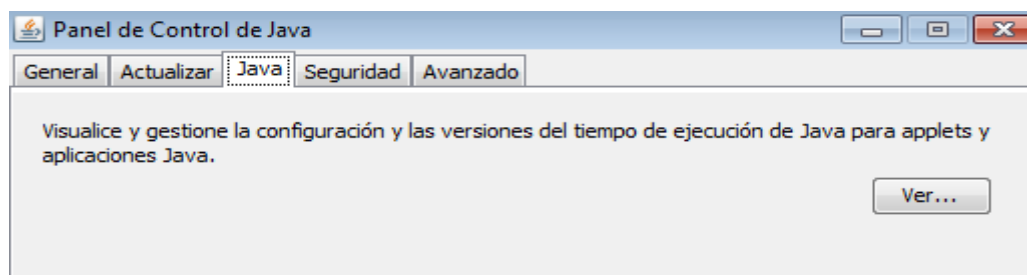 Panel de Control de Java
General Actualizar Java Seguridad Avanzado
Visualice y gestione la configuración y las versiones del tiempo de ejecución de Java para applets y
aplicaciones Java.
Ver...